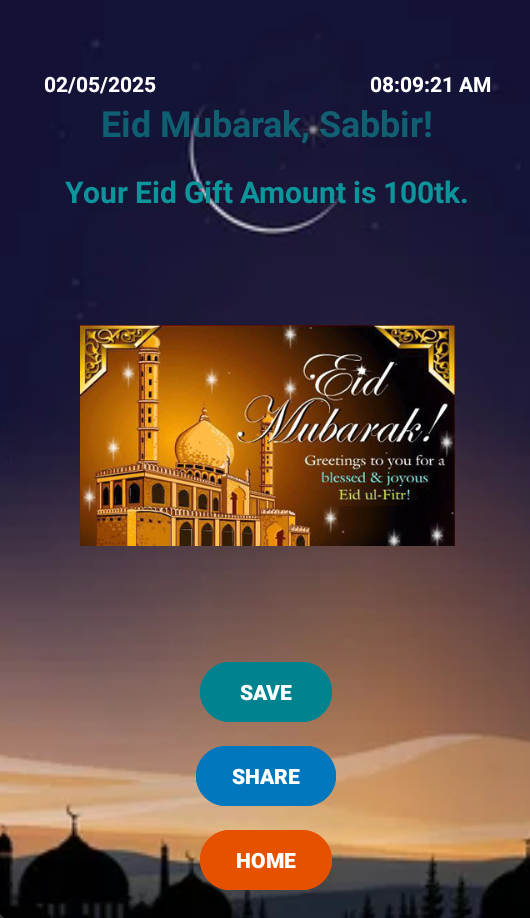 02/05/2025 08:09:21 AM
Eid Mubarak, Sabbir!
Your Eid Gift Amount is 100tk.
Eid
Mubarak!
Greetings to you for a
blessed & joyous
Eid ul-Fitr!
SAVE
SHARE
HOME